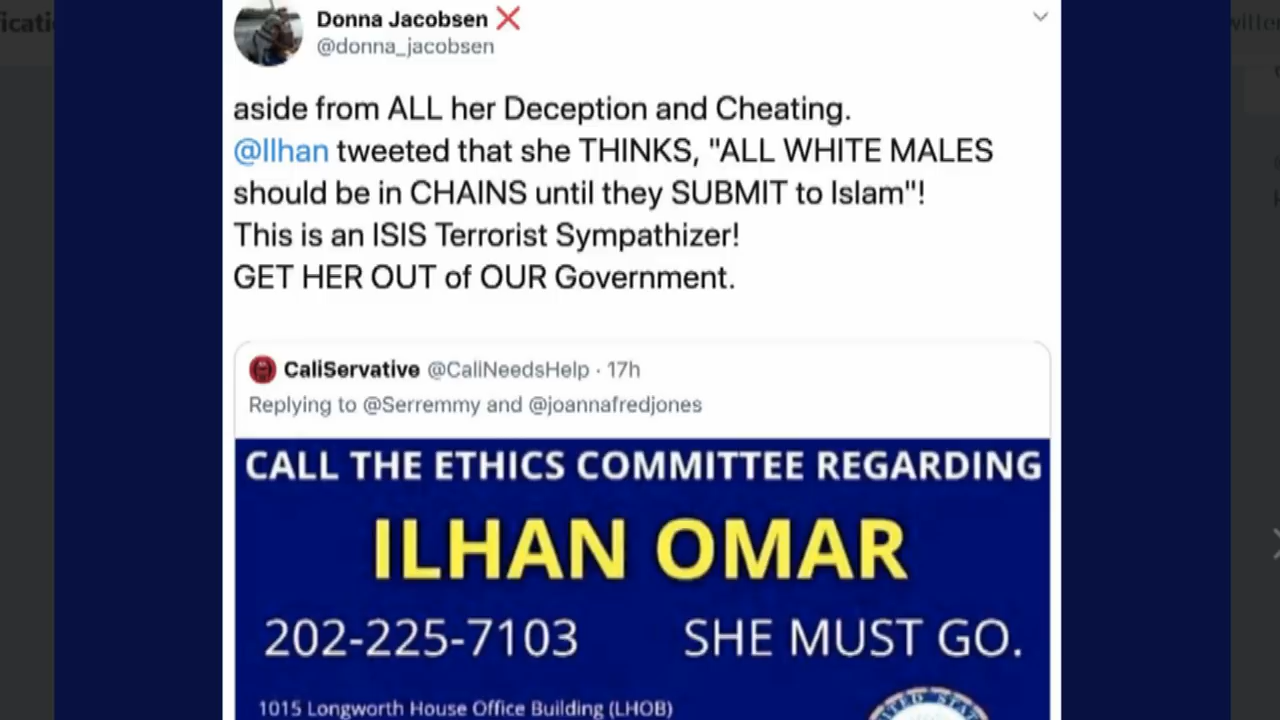 ficati
Donna Jacobsen ❌
@donna_jacobsen
aside from ALL her Deception and Cheating.
@Ilhan tweeted that she THINKS, "ALL WHITE MALES
should be in CHAINS until they SUBMIT to Islam"!
This is an ISIS Terrorist Sympathizer!
GET HER OUT of OUR Government.
CaliServative @CaliNeedsHelp · 17h
Replying to @Serremmy and @joannafredjones
CALL THE ETHICS COMMITTEE REGARDING
ILHAN OMAR
202-225-7103 SHE MUST GO.
1015 Longworth House Office Building (LHOB)